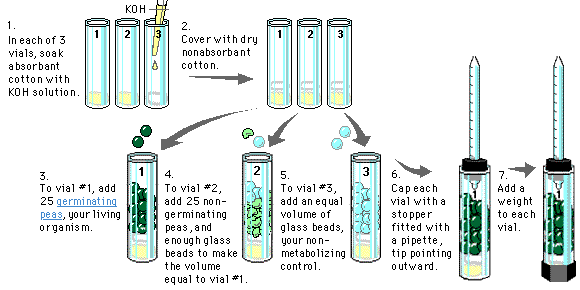 KOH
1.
In each of 3
vials, soak
absorbant
cotton with
KOH solution.
1 2 3
2.
Cover with dry
nonabsorbant
cotton.
1 2 3
3.
To vial #1, add
25 germinating
peas, your living
organism.
1
4.
To vial #2,
add 25 non-
germinating
peas, and
enough glass
beads to make
the volume
equal to vial #1.
2
5.
To vial #3,
add an equal
volume of
glass beads,
your non-
metabolizing
control.
3
6.
Cap each
vial with a
stopper
fitted with
a pipette,
tip pointing
outward.
7.
Add a
weight to
each
vial.